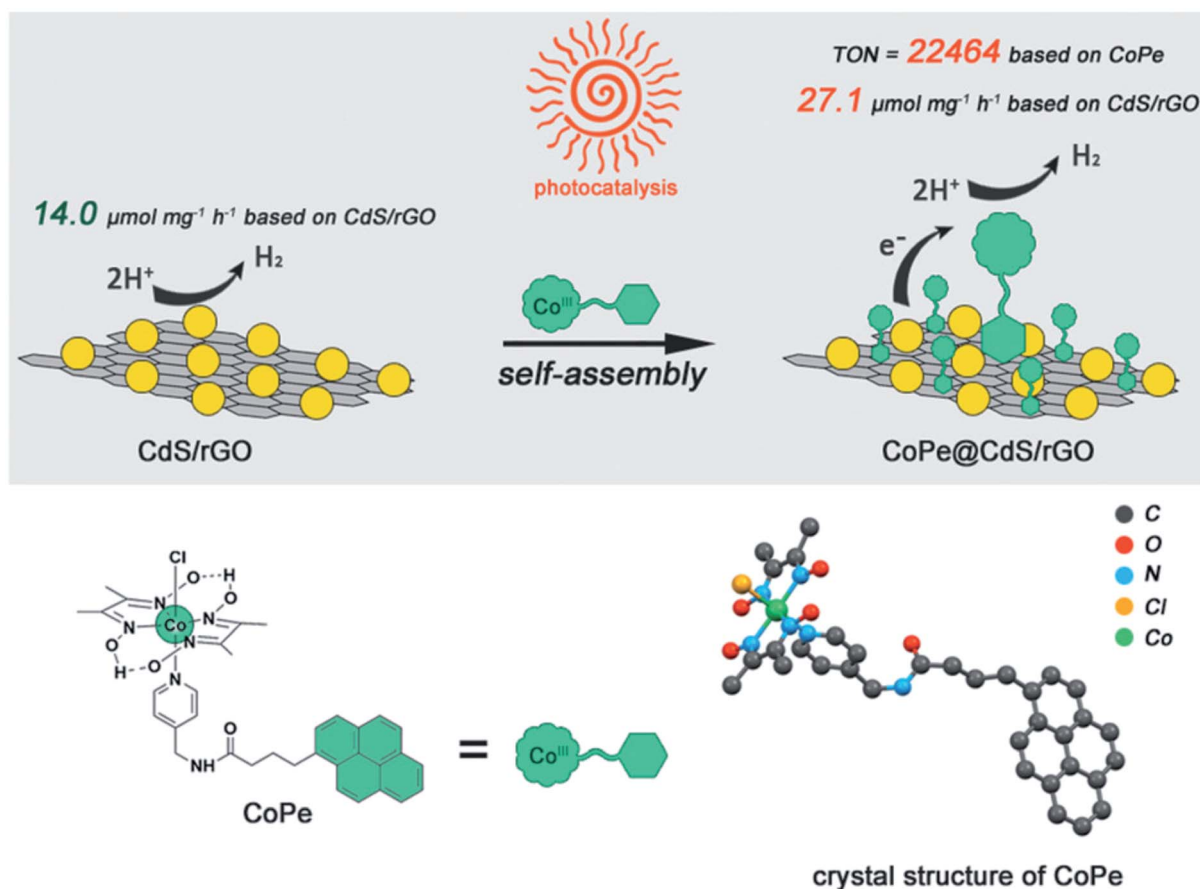 TON = 22464 based on CoPe
27.1 μmol mg⁻¹ h⁻¹ based on CdS/rGO
photocatalysis
14.0 μmol mg⁻¹ h⁻¹ based on CdS/rGO
2H⁺
H₂
Coᴵᴵᴵ
self-assembly
e⁻
2H⁺
H₂
CdS/rGO
CoPe@CdS/rGO
Cl
O
H
N
O
Co
N
N
O
N
H
O
N
O
NH
CoPe
=
Coᴵᴵᴵ
C
O
N
Cl
Co
crystal structure of CoPe